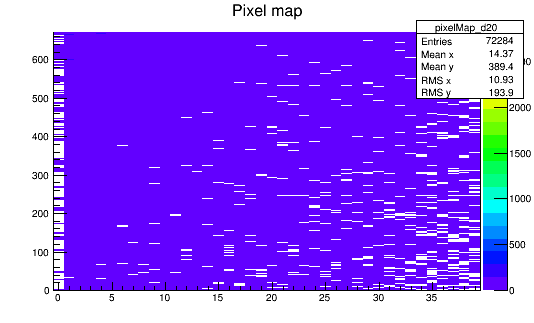 Pixel map
pixelMap_d20
Entries 72284
Mean x 14.37
Mean y 389.4
RMS x 10.93
RMS y 193.9
600
500
400
300
200
100
0
0 5 10 15 20 25 30 35
2000
1500
1000
500
0